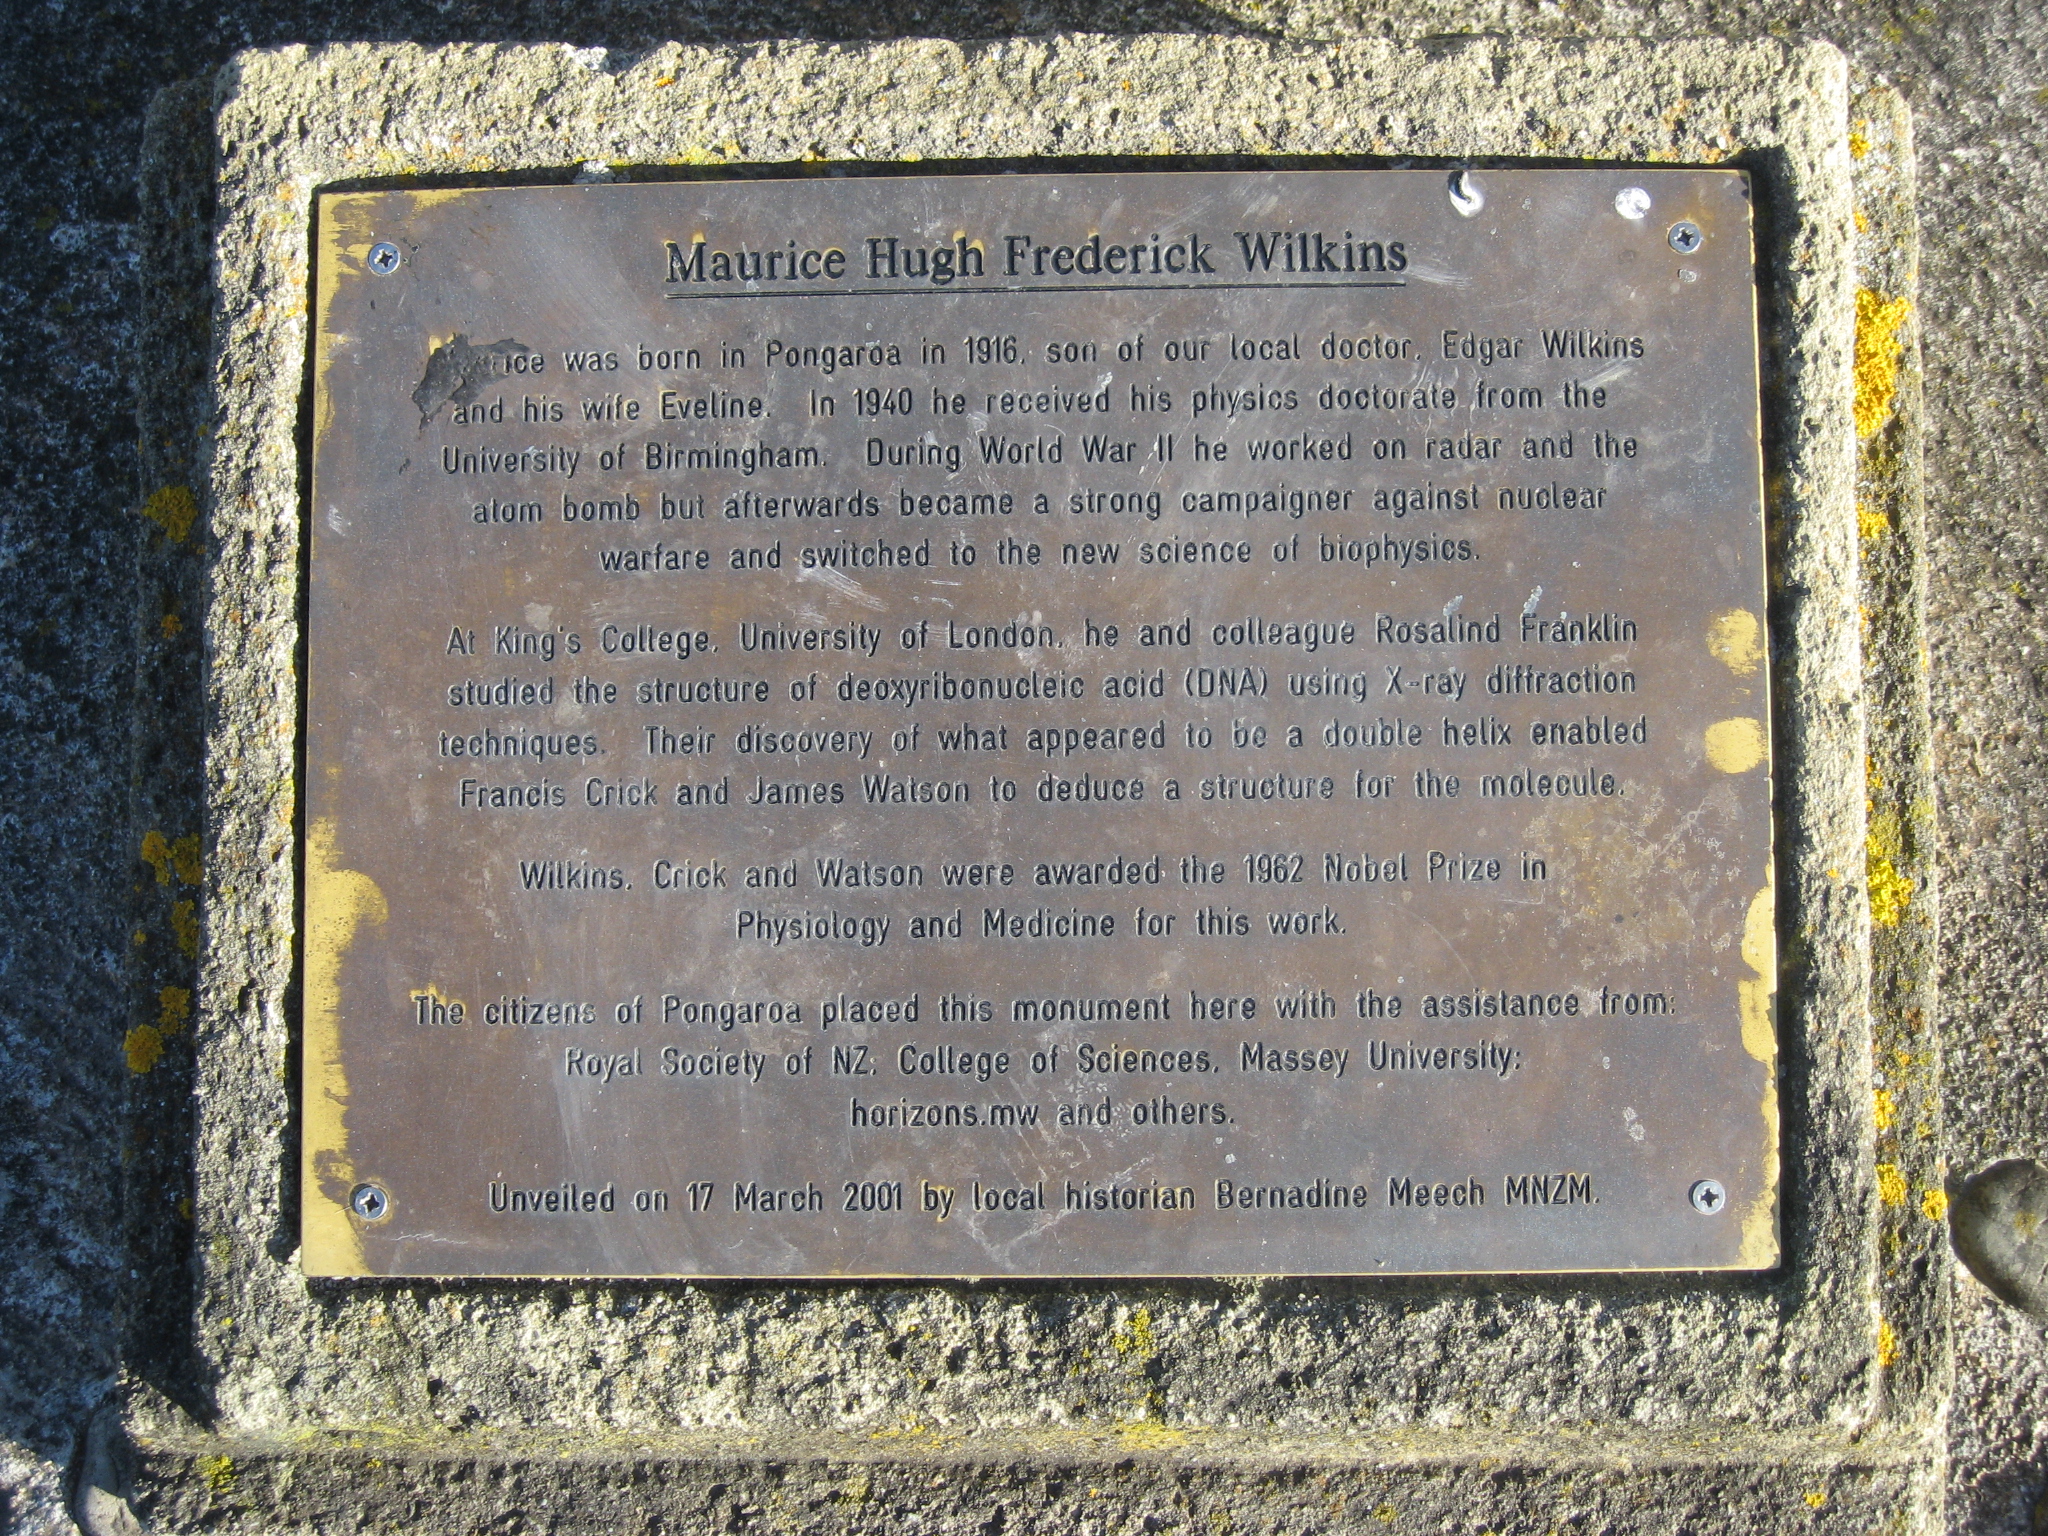 Maurice Hugh Frederick Wilkins
was born in Pongaroa in 1916, son of our local doctor, Edgar Wilkins
and his wife Eveline. In 1940 he received his physics doctorate from the
University of Birmingham. During World War II he worked on radar and the
atom bomb but afterwards became a strong campaigner against nuclear
warfare and switched to the new science of biophysics.
At King's College, University of London, he and colleague Rosalind Franklin
studied the structure of deoxyribonucleic acid (DNA) using X-ray diffraction
techniques. Their discovery of what appeared to be a double helix enabled
Francis Crick and James Watson to deduce a structure for the molecule.
Wilkins, Crick and Watson were awarded the 1962 Nobel Prize in
Physiology and Medicine for this work.
The citizens of Pongaroa placed this monument here with the assistance from:
Royal Society of NZ; College of Sciences, Massey University;
horizons.mw and others.
Unveiled on 17 March 2001 by local historian Bernadine Meech MNZM.